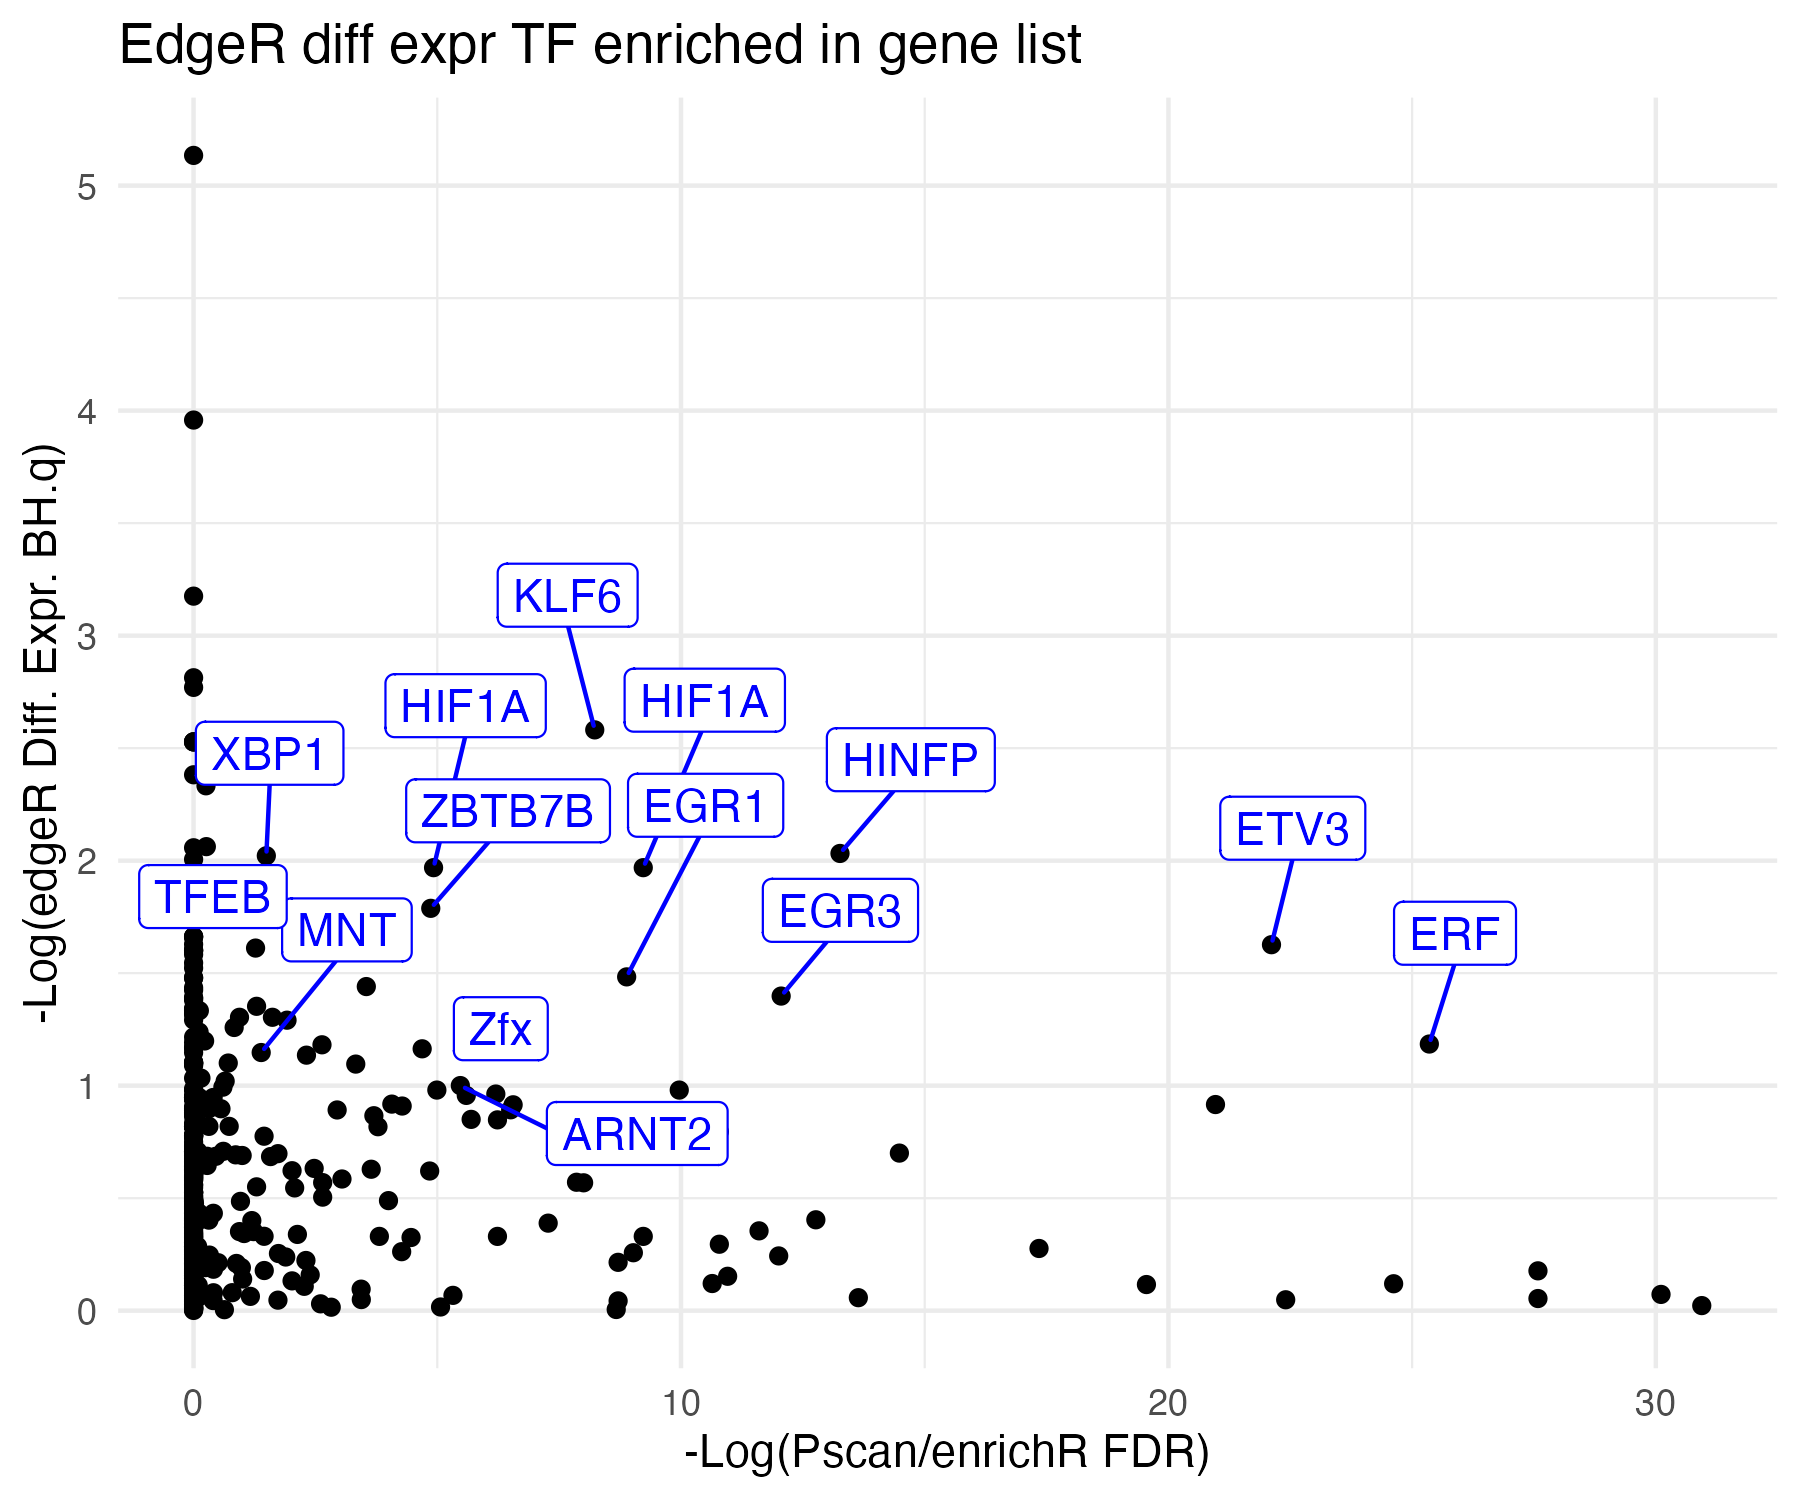 EdgeR diff expr TF enriched in gene list
-Log(edgeR Diff. Expr. BH.q)
5
4
3
2
1
0
KLF6
HIF1A
HIF1A
XBP1
HINFP
ZBTB7B
EGR1
ETV3
TFEB
EGR3
MNT
ERF
Zfx
ARNT2
0
10
20
30
-Log(Pscan/enrichR FDR)